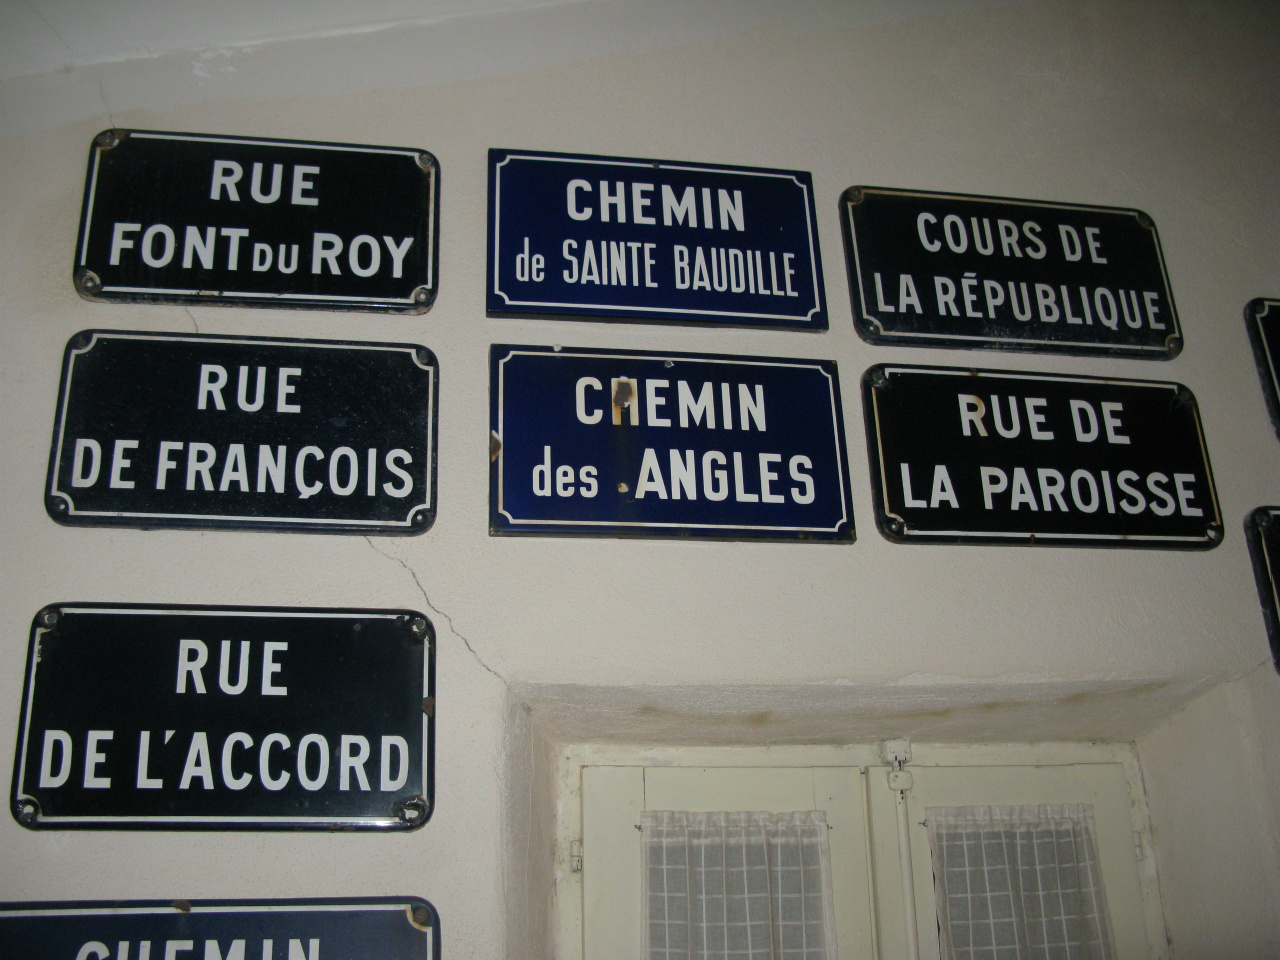 RUE
FONT DU ROY
CHEMIN
de SAINTE BAUDILLE
COURS DE
LA RÉPUBLIQUE
RUE
DE FRANÇOIS
CHEMIN
des ANGLES
RUE DE
LA PAROISSE
RUE
DE L'ACCORD
CHEMIN